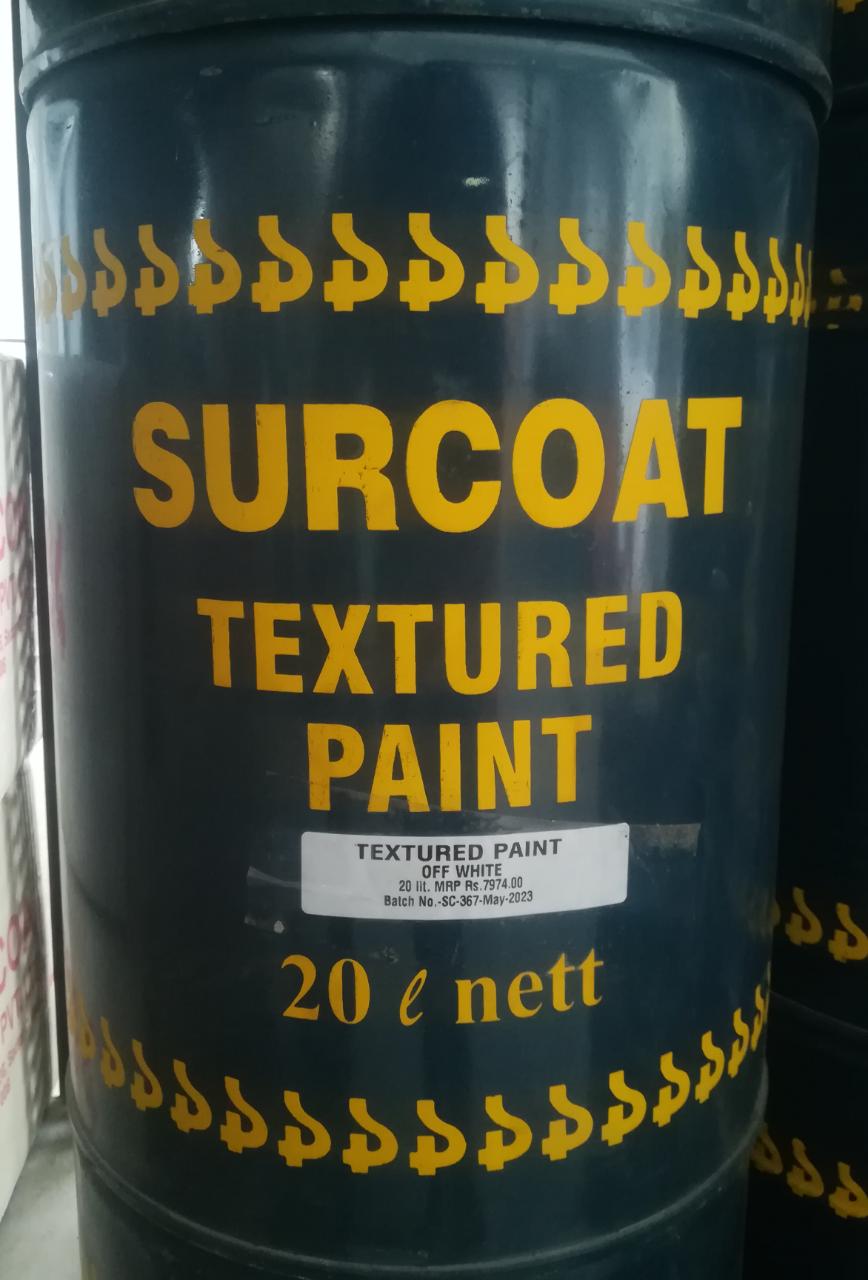 SURCOAT
TEXTURED
PAINT
TEXTURED PAINT
OFF WHITE
20 lit. MRP Rs.7974.00
Batch No.-SC-367-May-2023
20 ℓ nett